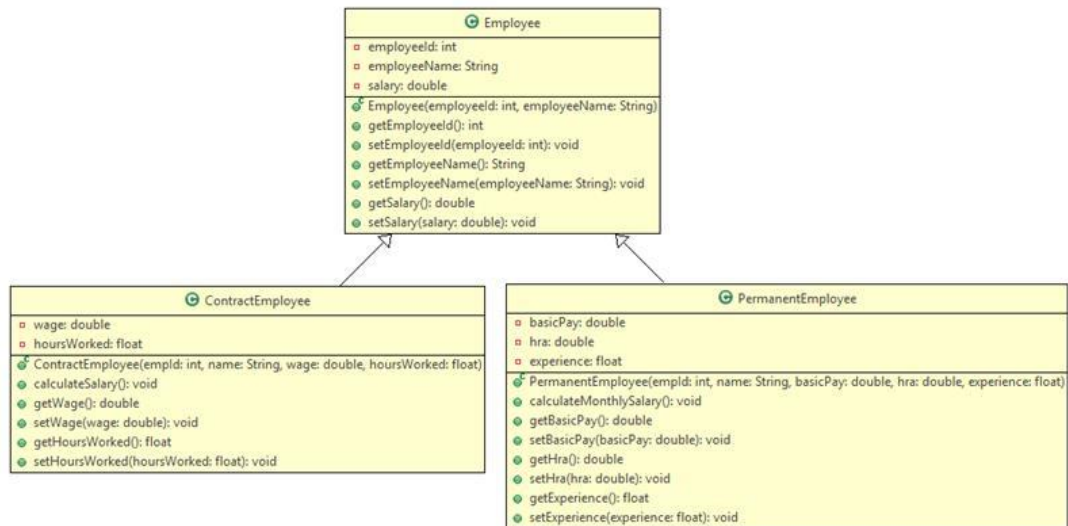 Employee
employeeId: int
employeeName: String
salary: double
Employee(employeeId: int, employeeName: String)
getEmployeeId(): int
setEmployeeId(employeeId: int): void
getEmployeeName(): String
setEmployeeName(employeeName: String): void
getSalary(): double
setSalary(salary: double): void
ContractEmployee
wage: double
hoursWorked: float
ContractEmployee(empId: int, name: String, wage: double, hoursWorked: float)
calculateSalary(): void
getWage(): double
setWage(wage: double): void
getHoursWorked(): float
setHoursWorked(hoursWorked: float): void
PermanentEmployee
basicPay: double
hra: double
experience: float
PermanentEmployee(empId: int, name: String, basicPay: double, hra: double, experience: float)
calculateMonthlySalary(): void
getBasicPay(): double
setBasicPay(basicPay: double): void
getHra(): double
setHra(hra: double): void
getExperience(): float
setExperience(experience: float): void